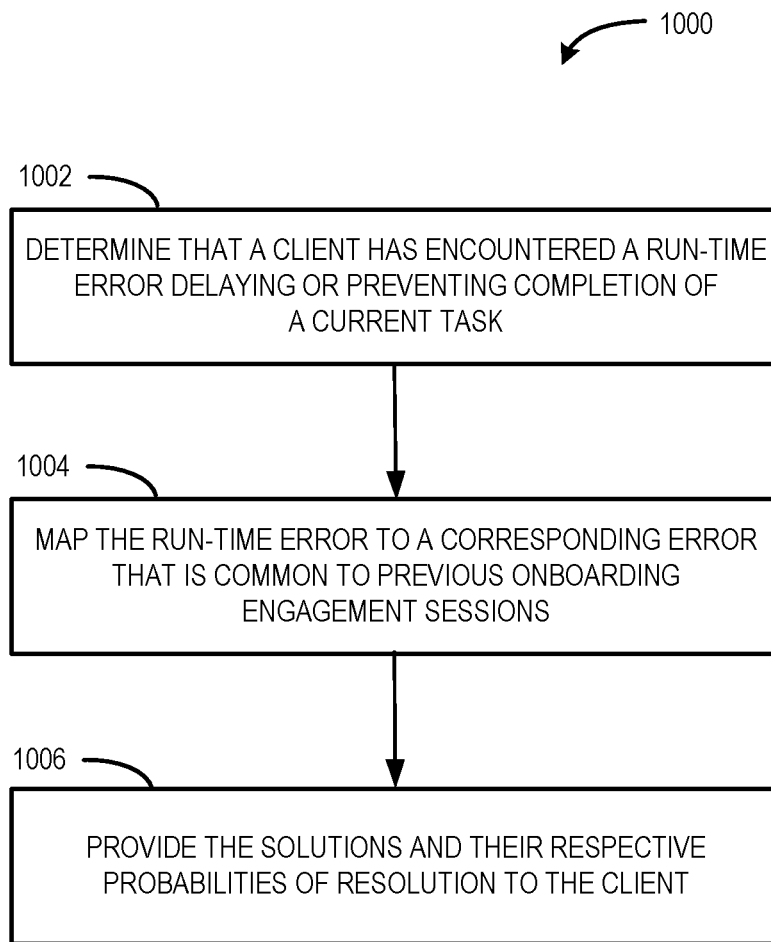 1000
1002
DETERMINE THAT A CLIENT HAS ENCOUNTERED A RUN-TIME
ERROR DELAYING OR PREVENTING COMPLETION OF
A CURRENT TASK
1004
MAP THE RUN-TIME ERROR TO A CORRESPONDING ERROR
THAT IS COMMON TO PREVIOUS ONBOARDING
ENGAGEMENT SESSIONS
1006
PROVIDE THE SOLUTIONS AND THEIR RESPECTIVE
PROBABILITIES OF RESOLUTION TO THE CLIENT